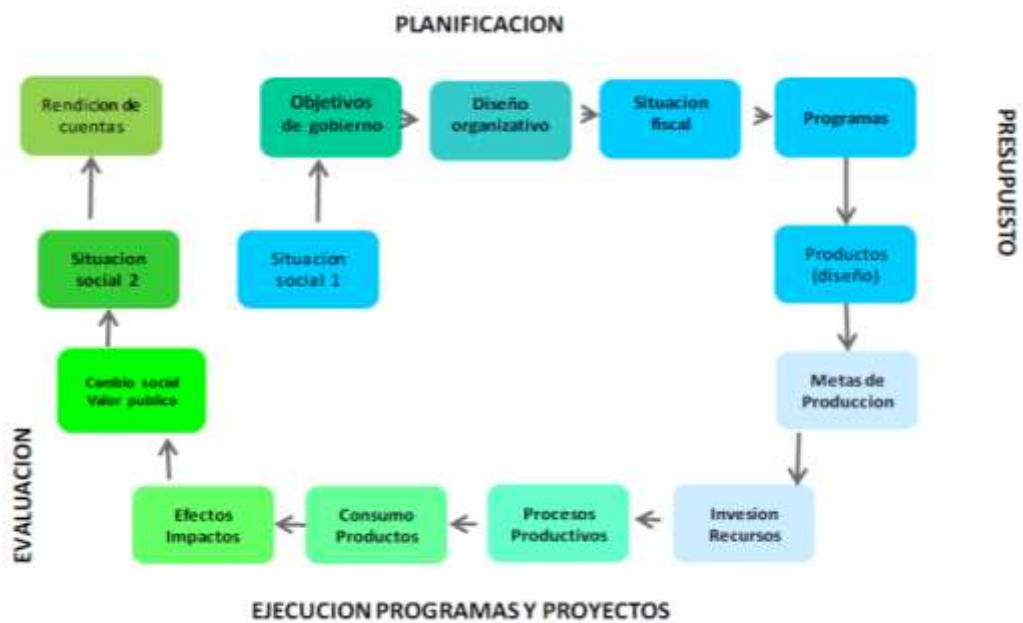 PLANIFICACION
Rendicion de
cuentas
Objetivos
de gobierno
Diseño
organizativo
Situacion
fiscal
Programas
PRESUPUESTO
Situacion
social 2
Situacion
social 1
Productos
(diseño)
Cambio social
Valor publico
Metas de
Produccion
EVALUACION
Efectos
Impactos
Consumo
Productos
Procesos
Productivos
Invesion
Recursos
EJECUCION PROGRAMAS Y PROYECTOS